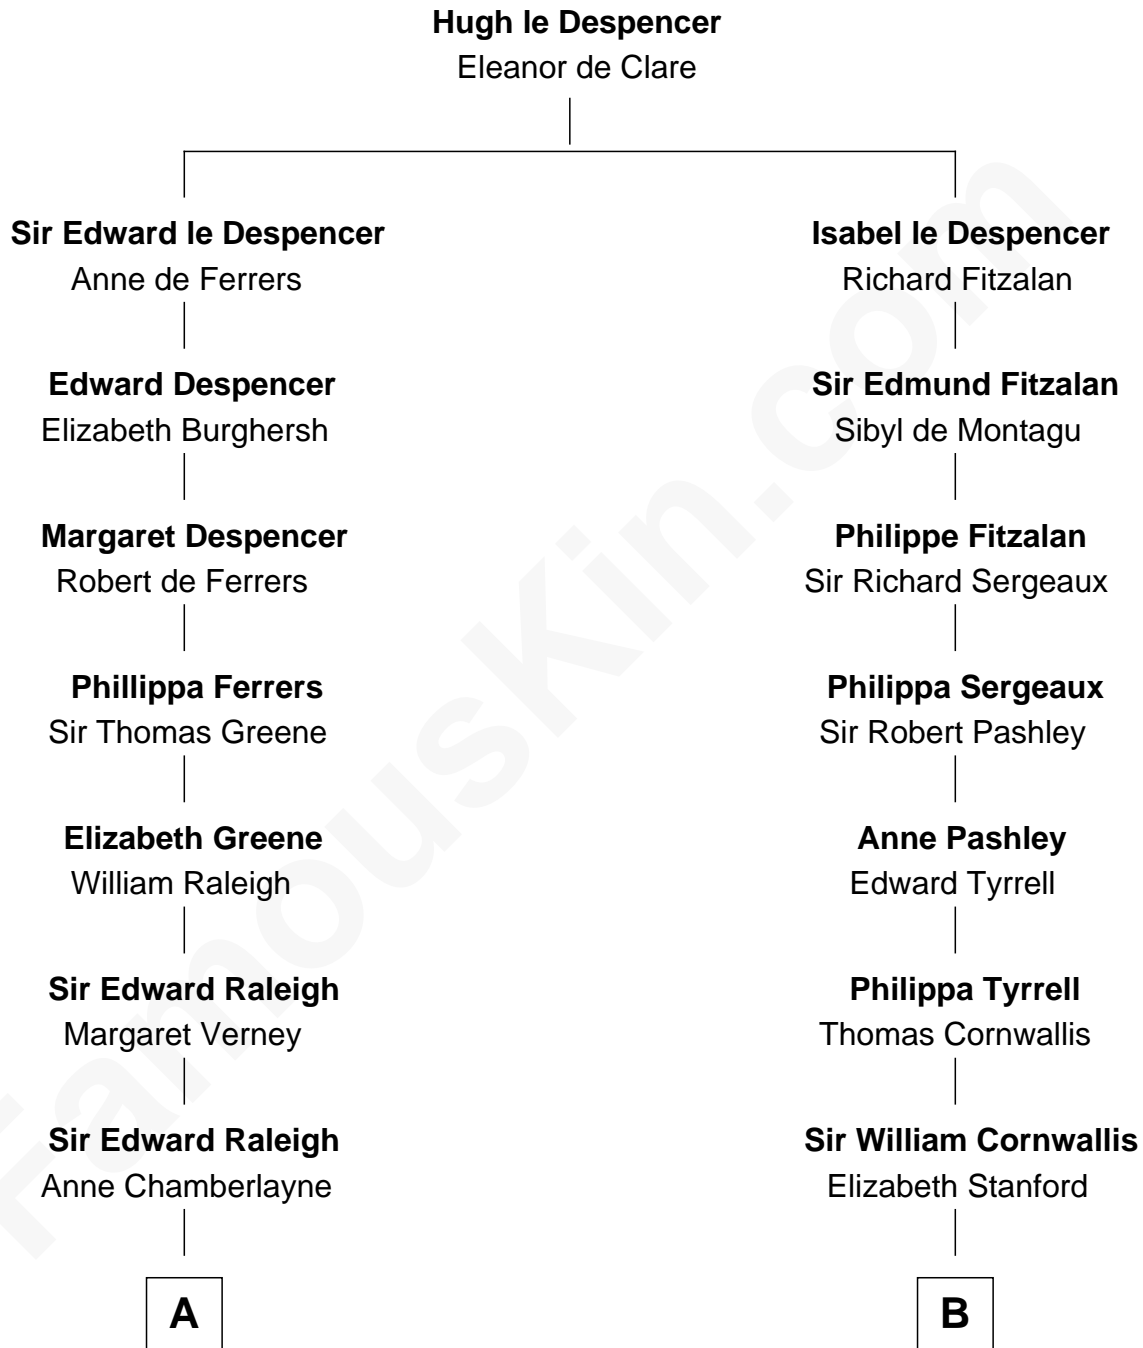 Hugh le Despencer
Eleanor de Clare
Sir Edward le Despencer
Anne de Ferrers
Isabel le Despencer
Richard Fitzalan
Edward Despencer
Elizabeth Burghersh
Sir Edmund Fitzalan
Sibyl de Montagu
Margaret Despencer
Robert de Ferrers
Philippe Fitzalan
Sir Richard Sergeaux
Phillippa Ferrers
Sir Thomas Greene
Philippa Sergeaux
Sir Robert Pashley
Elizabeth Greene
William Raleigh
Anne Pashley
Edward Tyrrell
Sir Edward Raleigh
Margaret Verney
Philippa Tyrrell
Thomas Cornwallis
Sir Edward Raleigh
Anne Chamberlayne
Sir William Cornwallis
Elizabeth Stanford
A
B
FamousKin.com